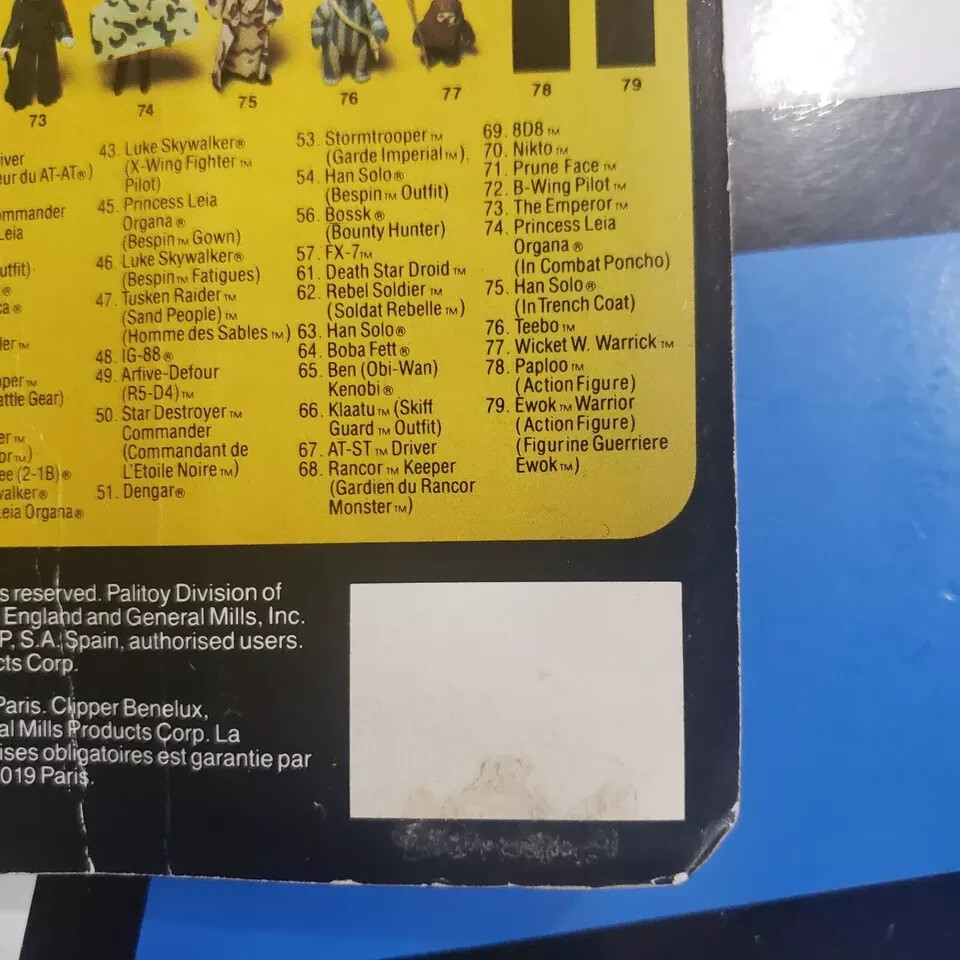 73
74
75
76
77
78
79
iver
eur du AT-AT®)
ommander
Leia
utfit)
®
ca®
ler™
pper™
attle Gear)
er™
or™)
ee (2-1B)®
walker®
Leia Organa®
43. Luke Skywalker®
(X-Wing Fighter™
Pilot)
45. Princess Leia
Organa®
(Bespin™ Gown)
46. Luke Skywalker®
(Bespin™ Fatigues)
47. Tusken Raider™
(Sand People)™
(Homme des Sables™)
48. IG-88®
49. Arfive-Defour
(R5-D4)™
50. Star Destroyer™
Commander
(Commandant de
L'Etoile Noire™)
51. Dengar®
53. Stormtrooper™
(Garde Imperial™).
54. Han Solo®
(Bespin™ Outfit)
56. Bossk®
(Bounty Hunter)
57. FX-7™
61. Death Star Droid™
62. Rebel Soldier™
(Soldat Rebelle™)
63. Han Solo®
64. Boba Fett®
65. Ben (Obi-Wan)
Kenobi®
66. Klaatu™ (Skiff
Guard™ Outfit)
67. AT-ST™ Driver
68. Rancor™ Keeper
(Gardien du Rancor
Monster™)
69. 8D8™
70. Nikto™
71. Prune Face™
72. B-Wing Pilot™
73. The Emperor™
74. Princess Leia
Organa®
(In Combat Poncho)
75. Han Solo®
(In Trench Coat)
76. Teebo™
77. Wicket W. Warrick™
78. Paploo™
(Action Figure)
79. Ewok™ Warrior
(Action Figure)
(Figurine Guerriere
Ewok™)
s reserved. Palitoy Division of
England and General Mills, Inc.
P, S.A. Spain, authorised users.
cts Corp.
Paris. Clipper Benelux,
al Mills Products Corp. La
ises obligatoires est garantie par
019 Paris.